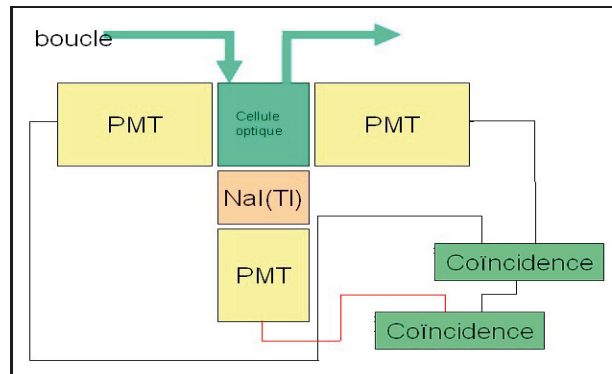 boucle
PMT
Cellule
optique
PMT
NaI(Tl)
PMT
Coïncidence
Coïncidence